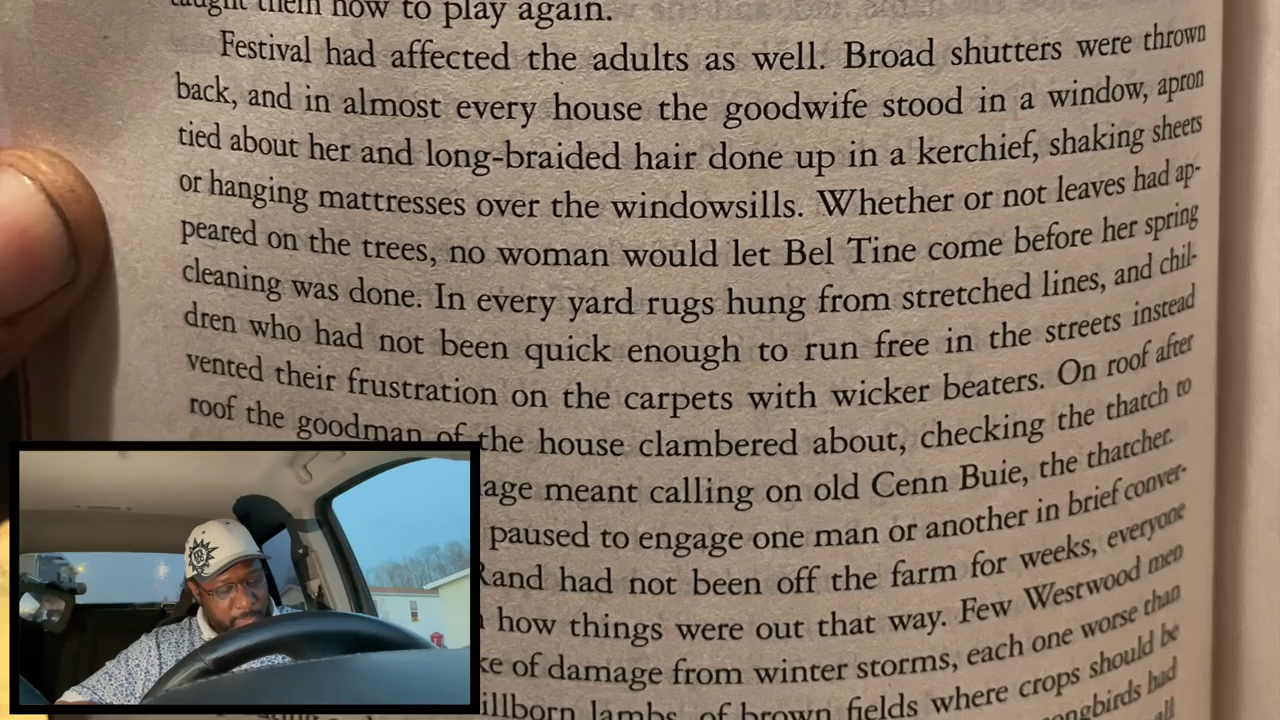 taught them how to play again.
Festival had affected the adults as well. Broad shutters were thrown
back, and in almost every house the goodwife stood in a window, apron
tied about her and long-braided hair done up in a kerchief, shaking sheets
or hanging mattresses over the windowsills. Whether or not leaves had ap-
peared on the trees, no woman would let Bel Tine come before her spring
cleaning was done. In every yard rugs hung from stretched lines, and chil-
dren who had not been quick enough to run free in the streets instead
vented their frustration on the carpets with wicker beaters. On roof after
roof the goodman of the house clambered about, checking the thatch to
age meant calling on old Cenn Buie, the thatcher.
paused to engage one man or another in brief conver-
Rand had not been off the farm for weeks, everyone
how things were out that way. Few Westwood men
ke of damage from winter storms, each one worse than
illborn lambs, of brown fields where crops should be
ongbirds had